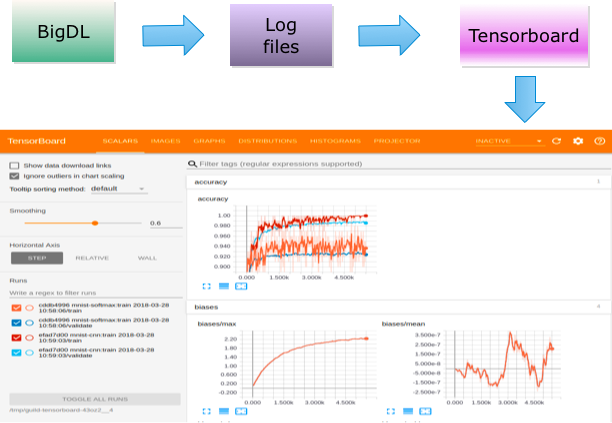 BigDL
Log
files
Tensorboard
TensorBoard
SCALARS
IMAGES
GRAPHS
DISTRIBUTIONS
HISTOGRAMS
PROJECTOR
INACTIVE
Show data download links
Ignore outliers in chart scaling
Tooltip sorting method: default
Smoothing
0.6
Horizontal Axis
STEP
RELATIVE
WALL
Runs
Write a regex to filter runs
cddb4996 mnist-softmax:train 2018-03-28
10:58:06/train
cddb4996 mnist-softmax:train 2018-03-28
10:58:06/validate
efad7d00 mnist-cnn:train 2018-03-28
10:59:03/train
efad7d00 mnist-cnn:train 2018-03-28
10:59:03/validate
TOGGLE ALL RUNS
Filter tags (regular expressions supported)
accuracy
1
accuracy
1.00
0.980
0.960
0.940
0.920
0.900
0.000 1.500k 3.000k 4.500k
biases
4
biases/max
2.20
1.80
1.40
1.00
0.600
0.200
-0.200
0.000 1.500k 3.000k 4.500k
biases/mean
3.500e-7
2.500e-7
1.500e-7
5.000e-8
-5.000e-8
-1.500e-7
-2.500e-7
0.000 1.500k 3.000k 4.500k